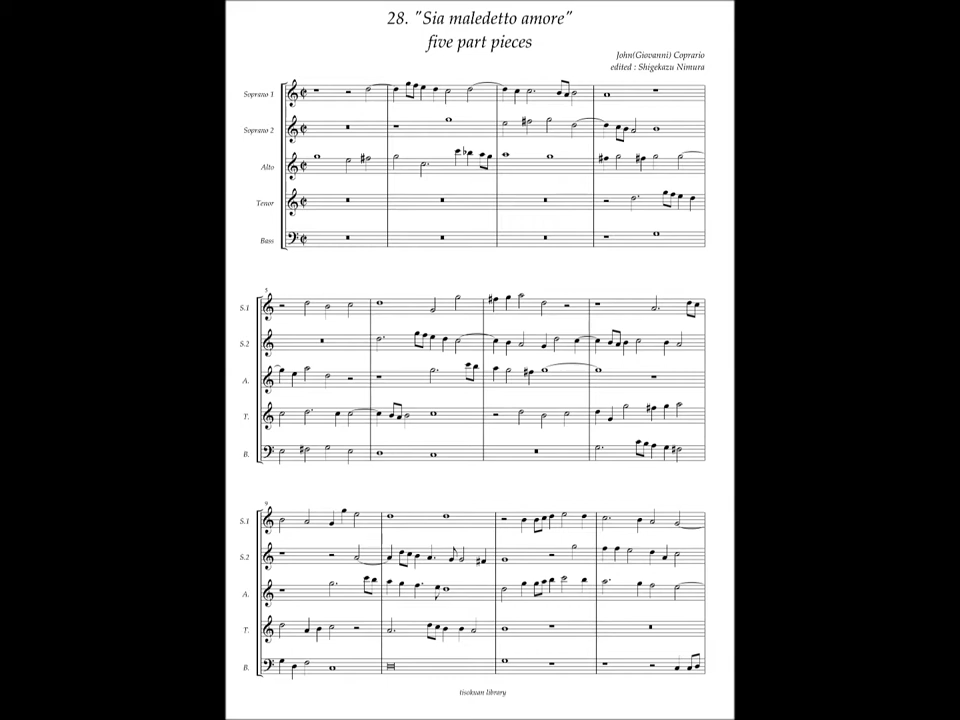 28. "Sia maledetto amore"
five part pieces
John(Giovanni) Coprario
edited : Shigekazu Nimura
Soprano 1
Soprano 2
Alto
Tenor
Bass
5
S.1
S.2
A.
T.
B.
9
S.1
S.2
A.
T.
B.
tisokuan library